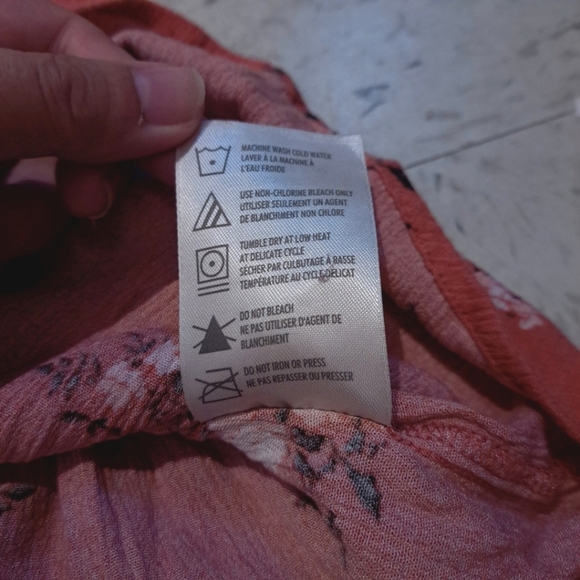 MACHINE WASH COLD WATER
LAVER À LA MACHINE À
L'EAU FROIDE
USE NON-CHLORINE BLEACH ONLY
UTILISER SEULEMENT UN AGENT
DE BLANCHIMENT NON CHLORE
TUMBLE DRY AT LOW HEAT
AT DELICATE CYCLE
SÉCHER PAR CULBUTAGE À BASSE
TEMPÉRATURE AU CYCLE DÉLICAT
DO NOT BLEACH
NE PAS UTILISER D'AGENT DE
BLANCHIMENT
DO NOT IRON OR PRESS
NE PAS REPASSER OU PRESSER